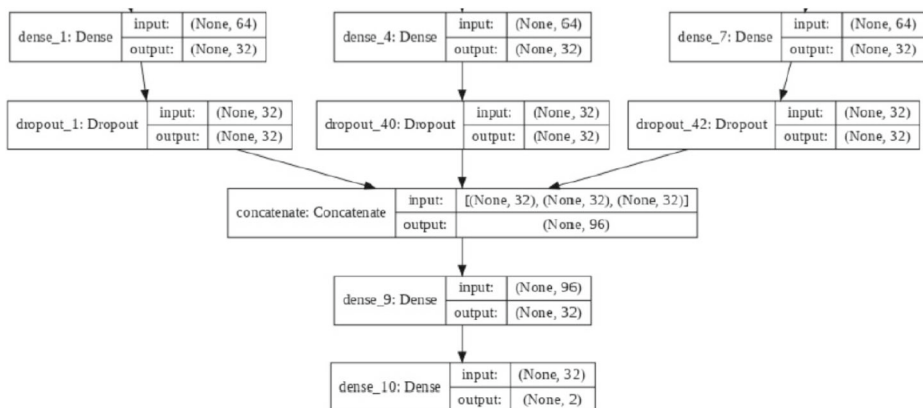 dense_1: Dense input: (None, 64)
output: (None, 32)
dense_4: Dense input: (None, 64)
output: (None, 32)
dense_7: Dense input: (None, 64)
output: (None, 32)
dropout_1: Dropout input: (None, 32)
output: (None, 32)
dropout_40: Dropout input: (None, 32)
output: (None, 32)
dropout_42: Dropout input: (None, 32)
output: (None, 32)
concatenate: Concatenate input: [(None, 32), (None, 32), (None, 32)]
output: (None, 96)
dense_9: Dense input: (None, 96)
output: (None, 32)
dense_10: Dense input: (None, 32)
output: (None, 2)